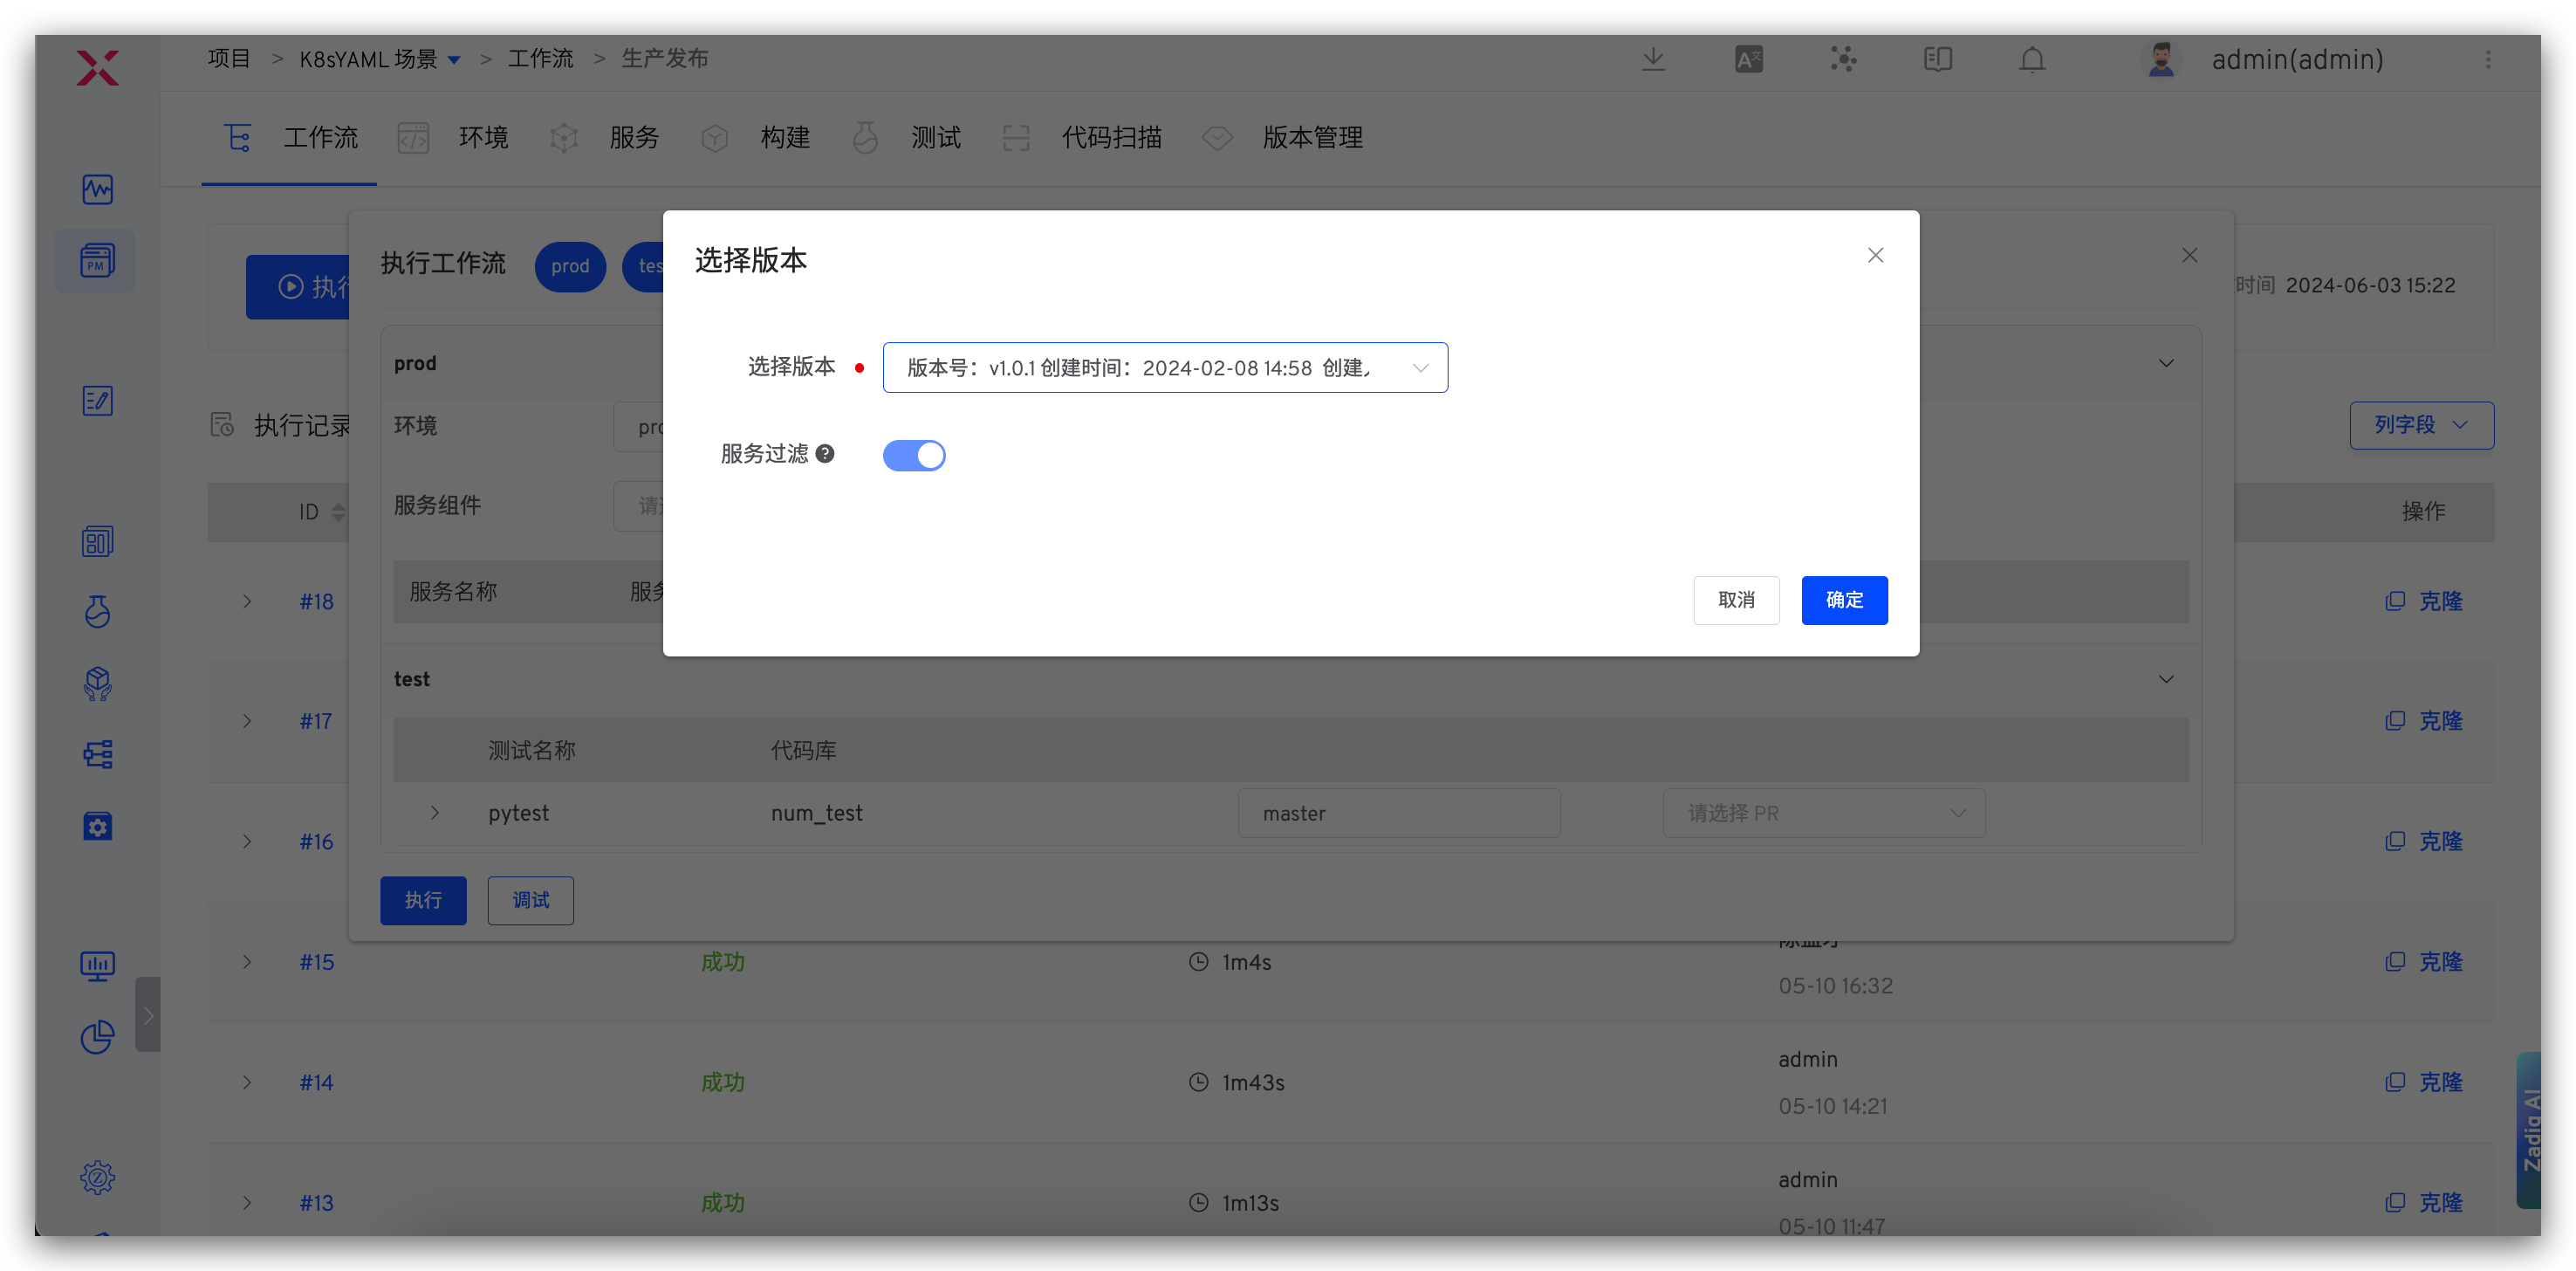 项目 > K8sYAML 场景 > 工作流 > 生产发布
admin(admin)
工作流 环境 服务 构建 测试 代码扫描 版本管理
执行
执行工作流 prod tes
时间 2024-06-03 15:22
选择版本
选择版本 版本号：v1.0.1 创建时间：2024-02-08 14:58 创建
服务过滤
取消 确定
prod
环境 pro
服务组件 请
服务名称 服务
执行记录
列字段
ID 操作
#18 克隆
#17 克隆
#16 克隆
test
测试名称 代码库
pytest num_test master 请选择 PR
执行 调试
#15 成功 1m4s 克隆
05-10 16:32
#14 成功 1m43s admin 克隆
05-10 14:21
#13 成功 1m13s admin 克隆
05-10 11:47
Zadig AI
PM